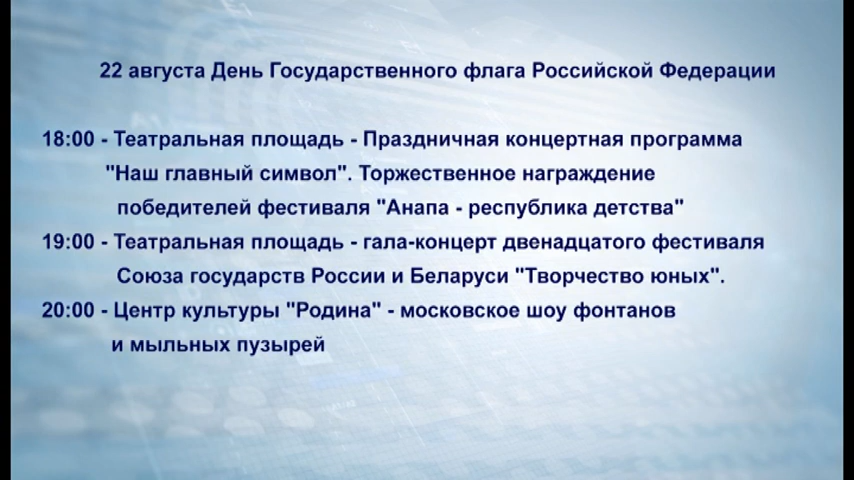 22 августа День Государственного флага Российской Федерации
18:00 - Театральная площадь - Праздничная концертная программа
"Наш главный символ". Торжественное награждение
победителей фестиваля "Анапа - республика детства"
19:00 - Театральная площадь - гала-концерт двенадцатого фестиваля
Союза государств России и Беларуси "Творчество юных".
20:00 - Центр культуры "Родина" - московское шоу фонтанов
и мыльных пузырей